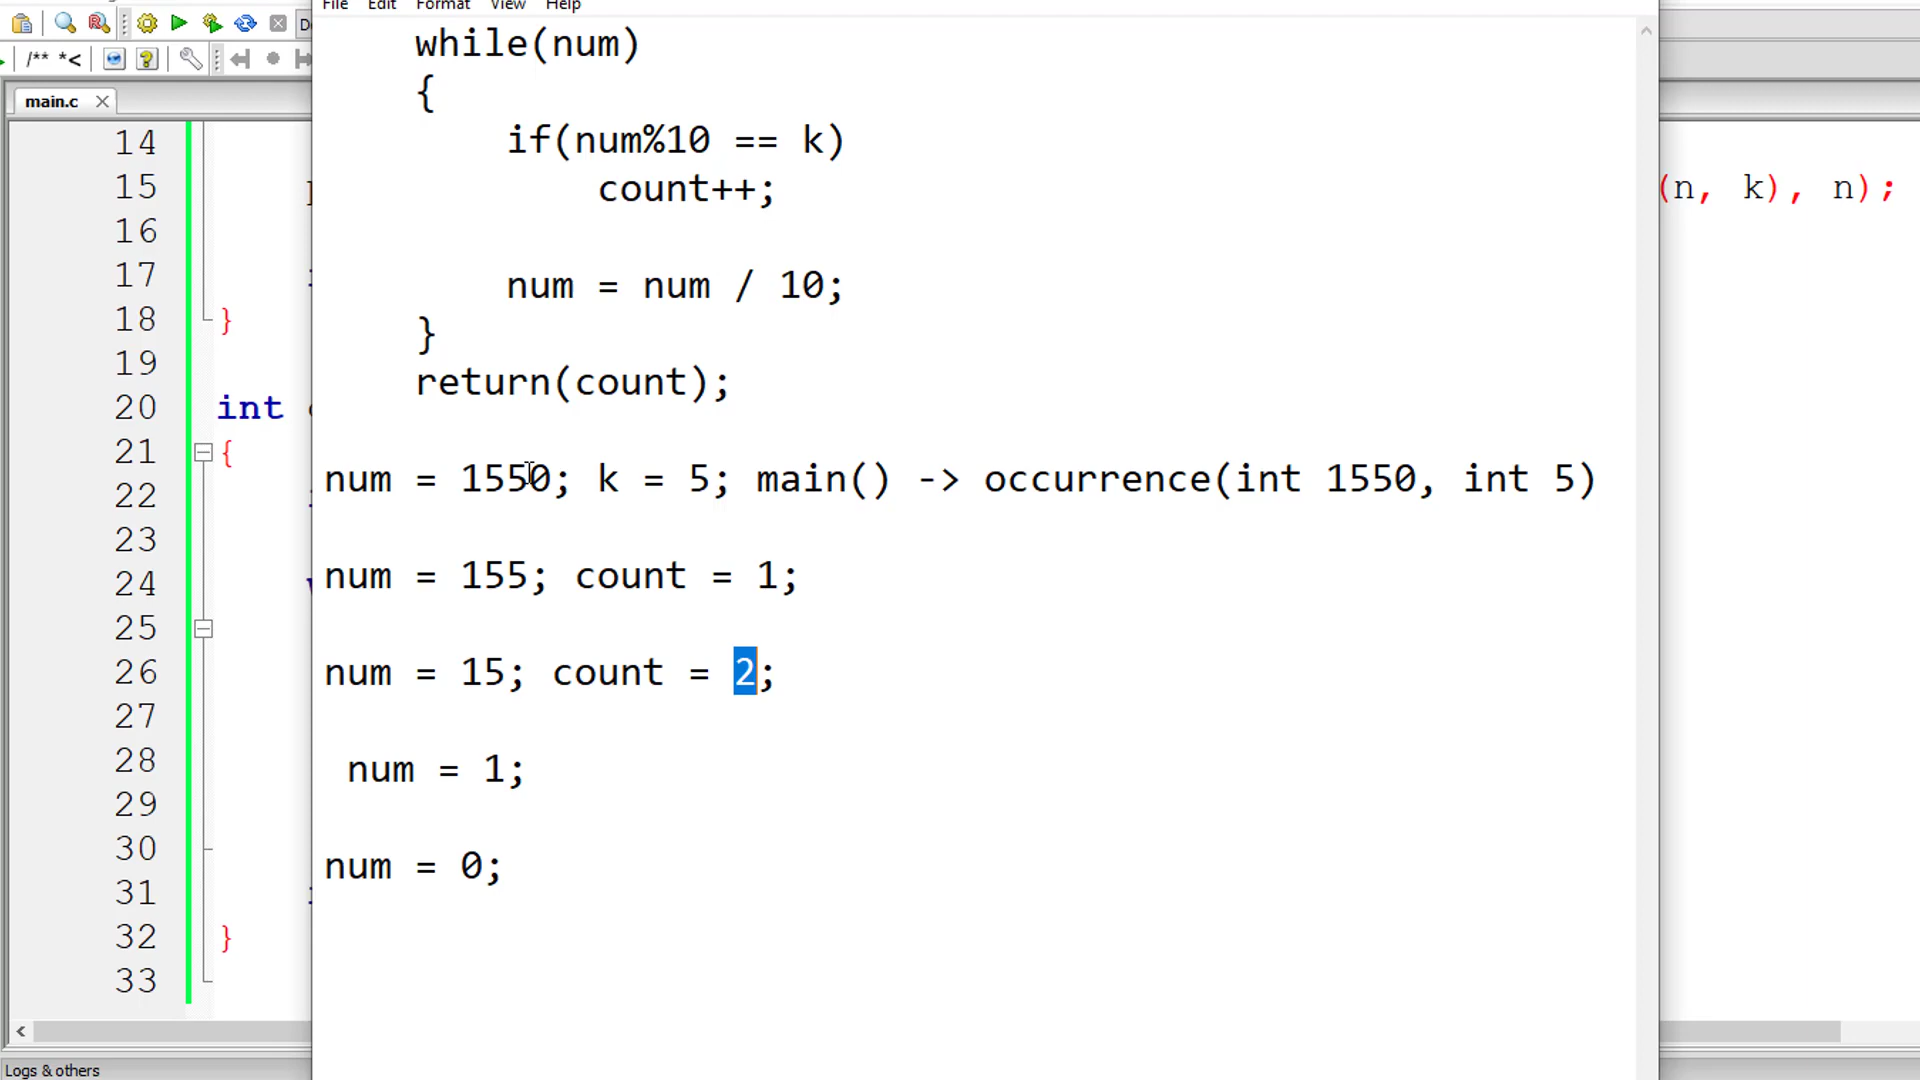 File Edit Format View Help
/** *<
main.c
while(num)
{
if(num%10 == k)
count++;
num = num / 10;
}
return(count);
num = 1550; k = 5; main() -> occurrence(int 1550, int 5)
num = 155; count = 1;
num = 15; count = 2;
num = 1;
num = 0;
14
15 (n, k), n);
16
17
18 }
19
20 int
21 {
22
23
24
25
26
27
28
29
30
31
32 }
33
Logs & others